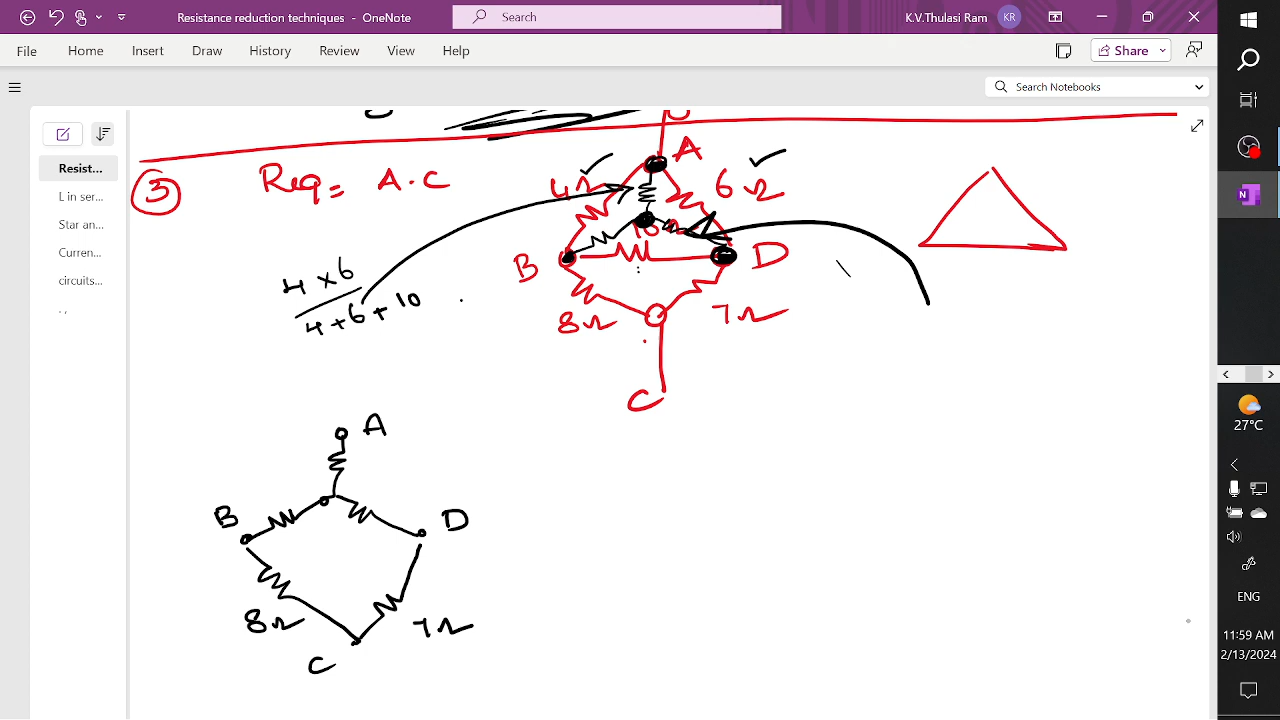 Resistance reduction techniques - OneNote
Search
K.V.Thulasi Ram
KR
File
Home
Insert
Draw
History
Review
View
Help
Share
Search Notebooks
Resist...
L in ser...
Star an...
Curren...
circuits...
3 Req = A.C
A
4Ω
6Ω
10Ω
B
D
8Ω
7Ω
C
4 × 6
4 + 6 + 10
A
B
D
8Ω
7Ω
C
27°C
ENG
11:59 AM
2/13/2024